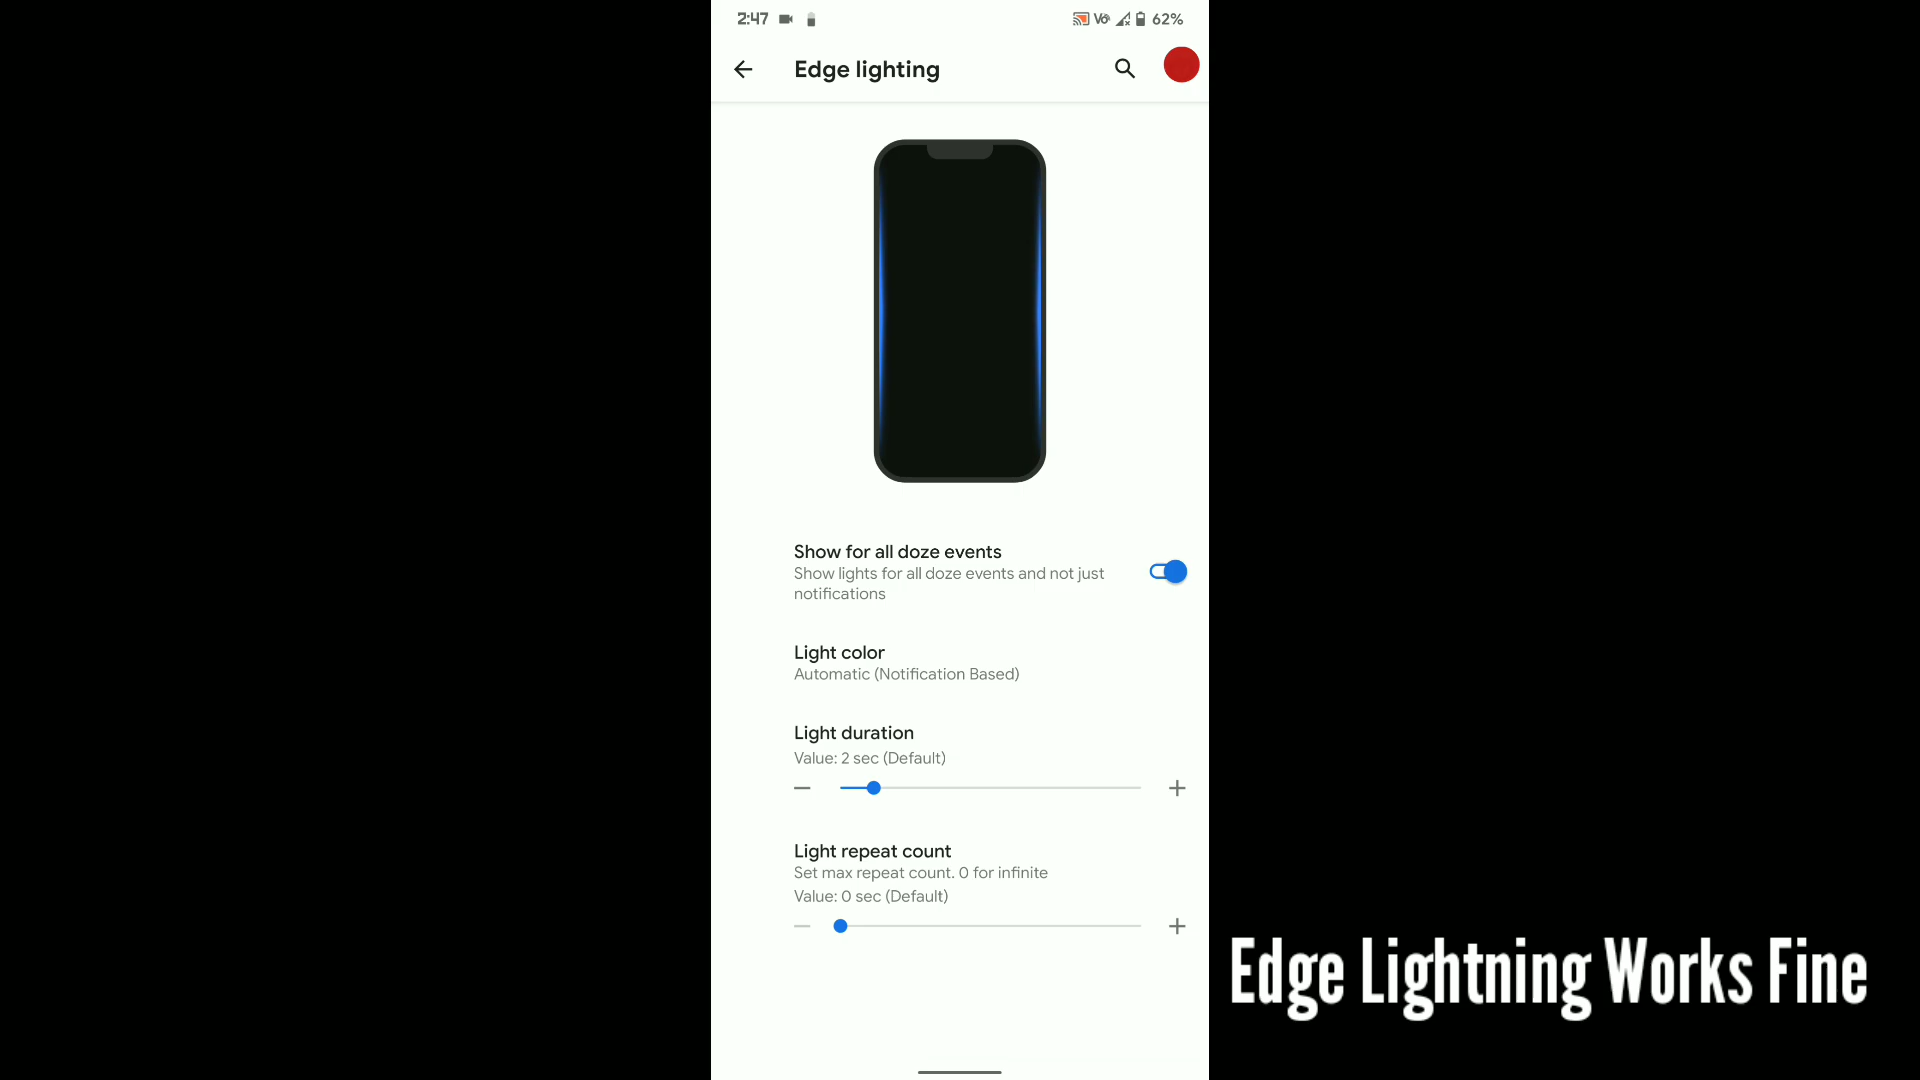 2:47 Vo 62%
Edge lighting
Show for all doze events
Show lights for all doze events and not just
notifications
Light color
Automatic (Notification Based)
Light duration
Value: 2 sec (Default)
Light repeat count
Set max repeat count. 0 for infinite
Value: 0 sec (Default)
Edge Lightning Works Fine